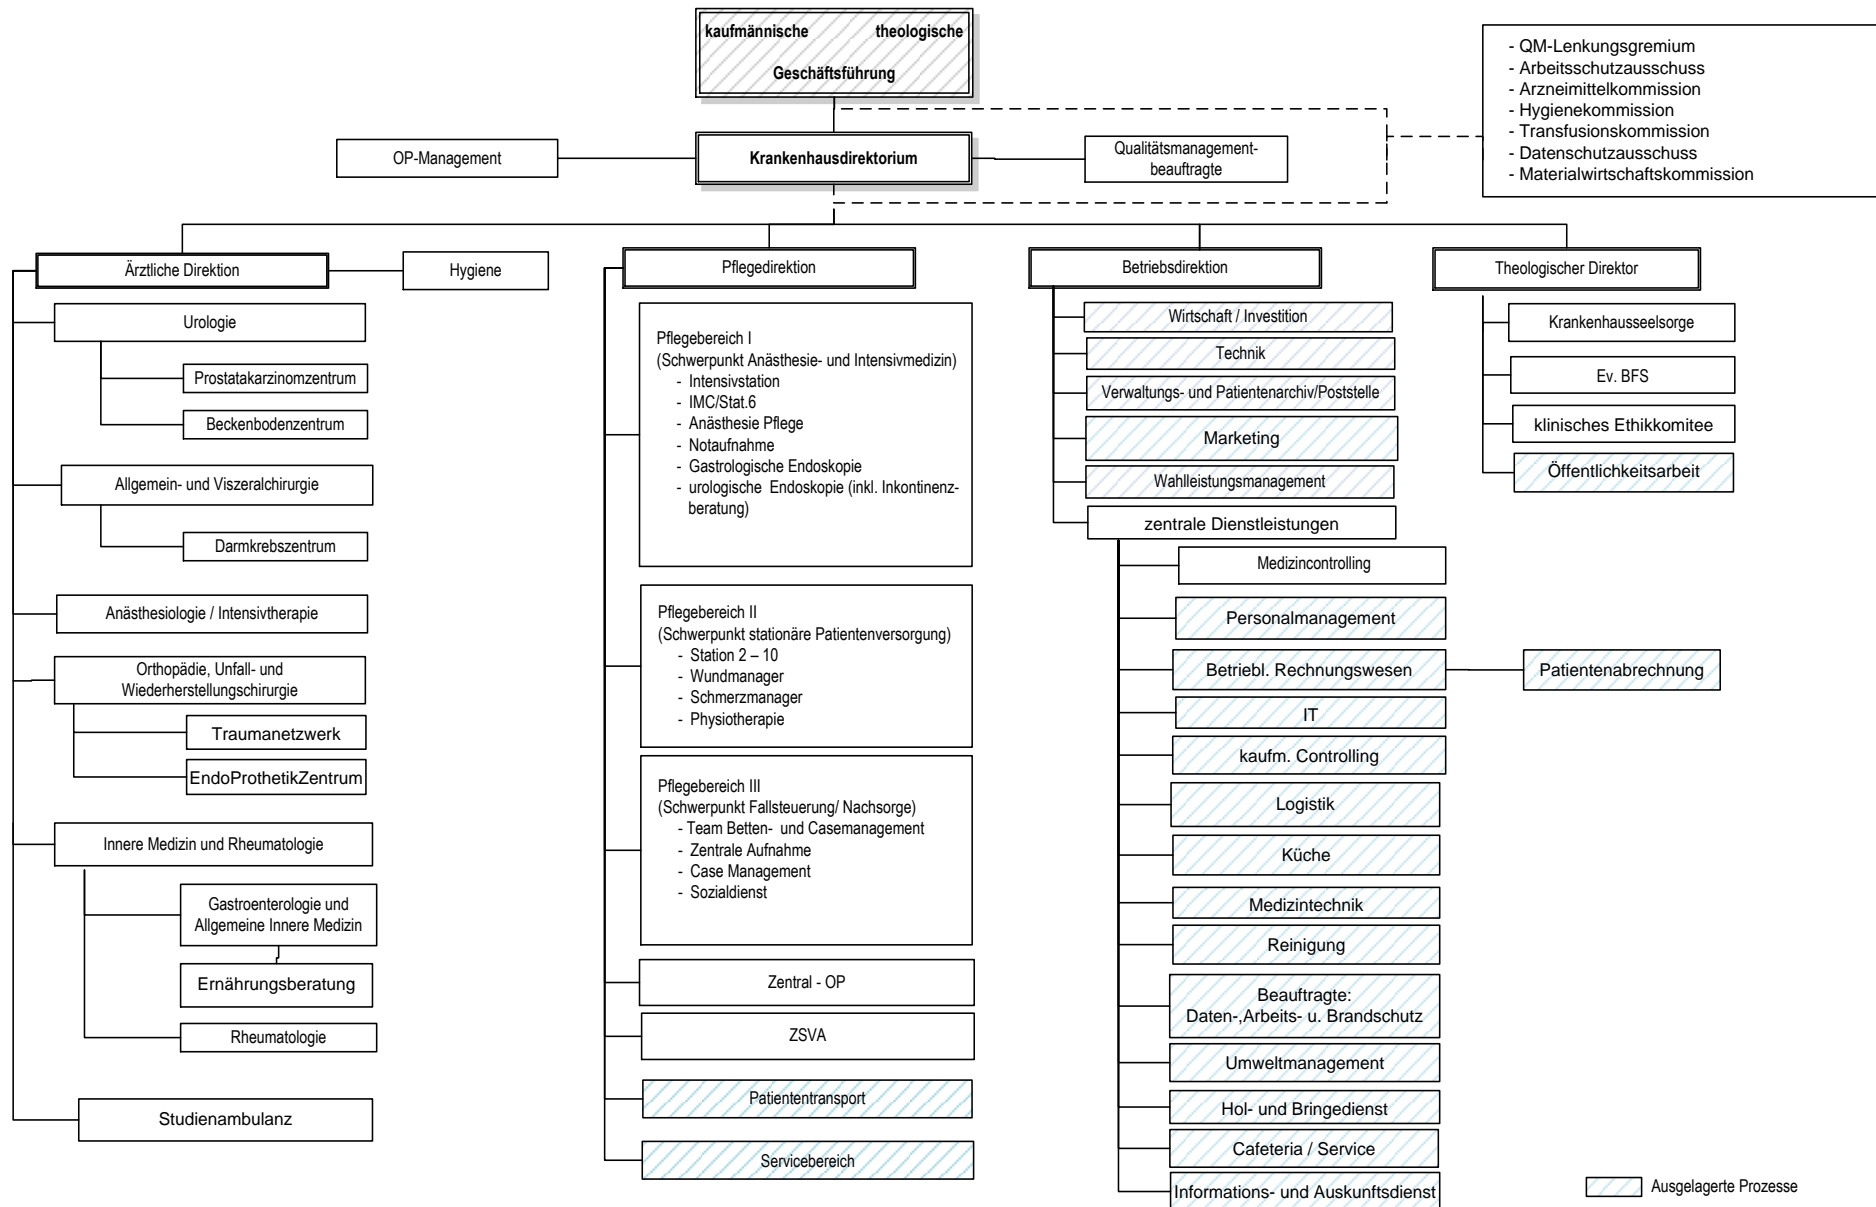 kaufmännische theologische
Geschäftsführung
- QM-Lenkungsgremium
- Arbeitsschutzausschuss
- Arzneimittelkommission
- Hygienekommission
- Transfusionskommission
- Datenschutzausschuss
- Materialwirtschaftskommission
OP-Management
Krankenhausdirektorium
Qualitätsmanagement-
beauftragte
Ärztliche Direktion
Hygiene
Urologie
Prostatakarzinomzentrum
Beckenbodenzentrum
Allgemein- und Viszeralchirurgie
Darmkrebszentrum
Anästhesiologie / Intensivtherapie
Orthopädie, Unfall- und
Wiederherstellungschirurgie
Traumanetzwerk
EndoProthetikZentrum
Innere Medizin und Rheumatologie
Gastroenterologie und
Allgemeine Innere Medizin
Ernährungsberatung
Rheumatologie
Studienambulanz
Pflegedirektion
Pflegebereich I
(Schwerpunkt Anästhesie- und Intensivmedizin)
- Intensivstation
- IMC/Stat.6
- Anästhesie Pflege
- Notaufnahme
- Gastrologische Endoskopie
- urologische Endoskopie (inkl. Inkontinenz-
beratung)
Pflegebereich II
(Schwerpunkt stationäre Patientenversorgung)
- Station 2 – 10
- Wundmanager
- Schmerzmanager
- Physiotherapie
Pflegebereich III
(Schwerpunkt Fallsteuerung/ Nachsorge)
- Team Betten- und Casemanagement
- Zentrale Aufnahme
- Case Management
- Sozialdienst
Zentral - OP
ZSVA
Patiententransport
Servicebereich
Betriebsdirektion
Wirtschaft / Investition
Technik
Verwaltungs- und Patientenarchiv/Poststelle
Marketing
Wahlleistungsmanagement
zentrale Dienstleistungen
Medizincontrolling
Personalmanagement
Betriebl. Rechnungswesen
Patientenabrechnung
IT
kaufm. Controlling
Logistik
Küche
Medizintechnik
Reinigung
Beauftragte:
Daten-,Arbeits- u. Brandschutz
Umweltmanagement
Hol- und Bringedienst
Cafeteria / Service
Informations- und Auskunftsdienst
Theologischer Direktor
Krankenhausseelsorge
Ev. BFS
klinisches Ethikkomitee
Öffentlichkeitsarbeit
Ausgelagerte Prozesse